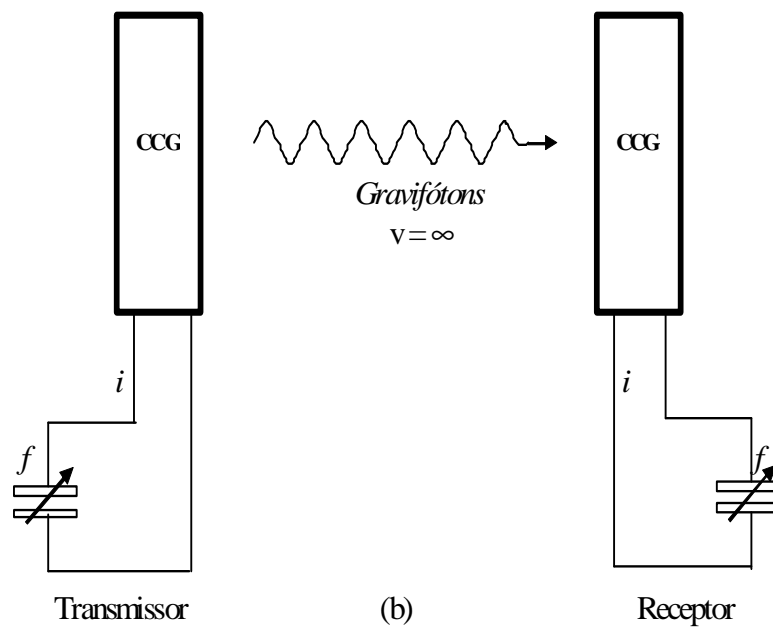 CCG CCG
Gravifótons
v = ∞
i i
f f
Transmissor (b) Receptor